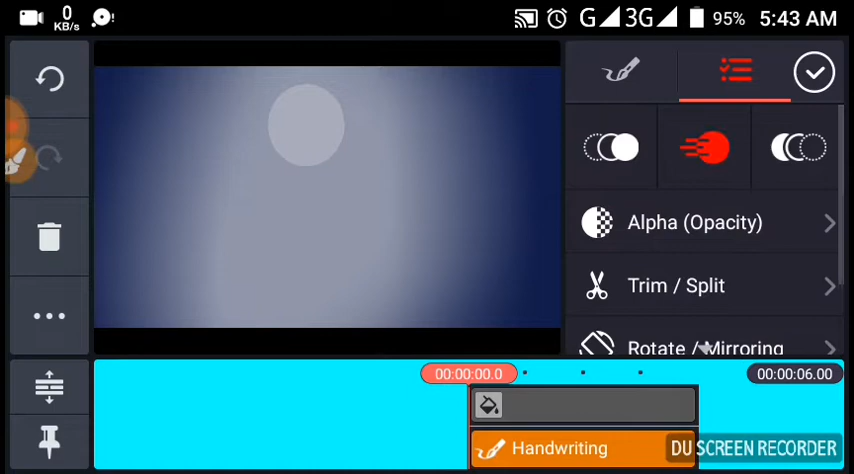 0
KB/s
G
3G
95%
5:43 AM
Alpha (Opacity)
Trim / Split
Rotate / Mirroring
00:00:00.0
00:00:06.00
Handwriting
DU SCREEN RECORDER